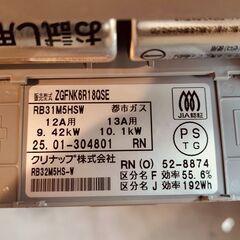 お試し用
販売型式 ZGFNK6R18QSE
RB31M5HSW 都市ガス
12A用 13A用
9.42kW 10.1kW
25.01-304801 RN
クリナップ株式会社
RB32M5HS-W
JIA認証
PS
TG
RN (O) 52-8874
区分名 F 効率 55.6%
区分名 J 効率 192Wh